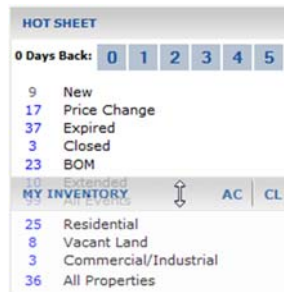 HOT SHEET
0 Days Back: 0 1 2 3 4 5
9 New
17 Price Change
37 Expired
3 Closed
23 BOM
10 Extended
99 All Events
MY INVENTORY AC CL
25 Residential
8 Vacant Land
3 Commercial/Industrial
36 All Properties